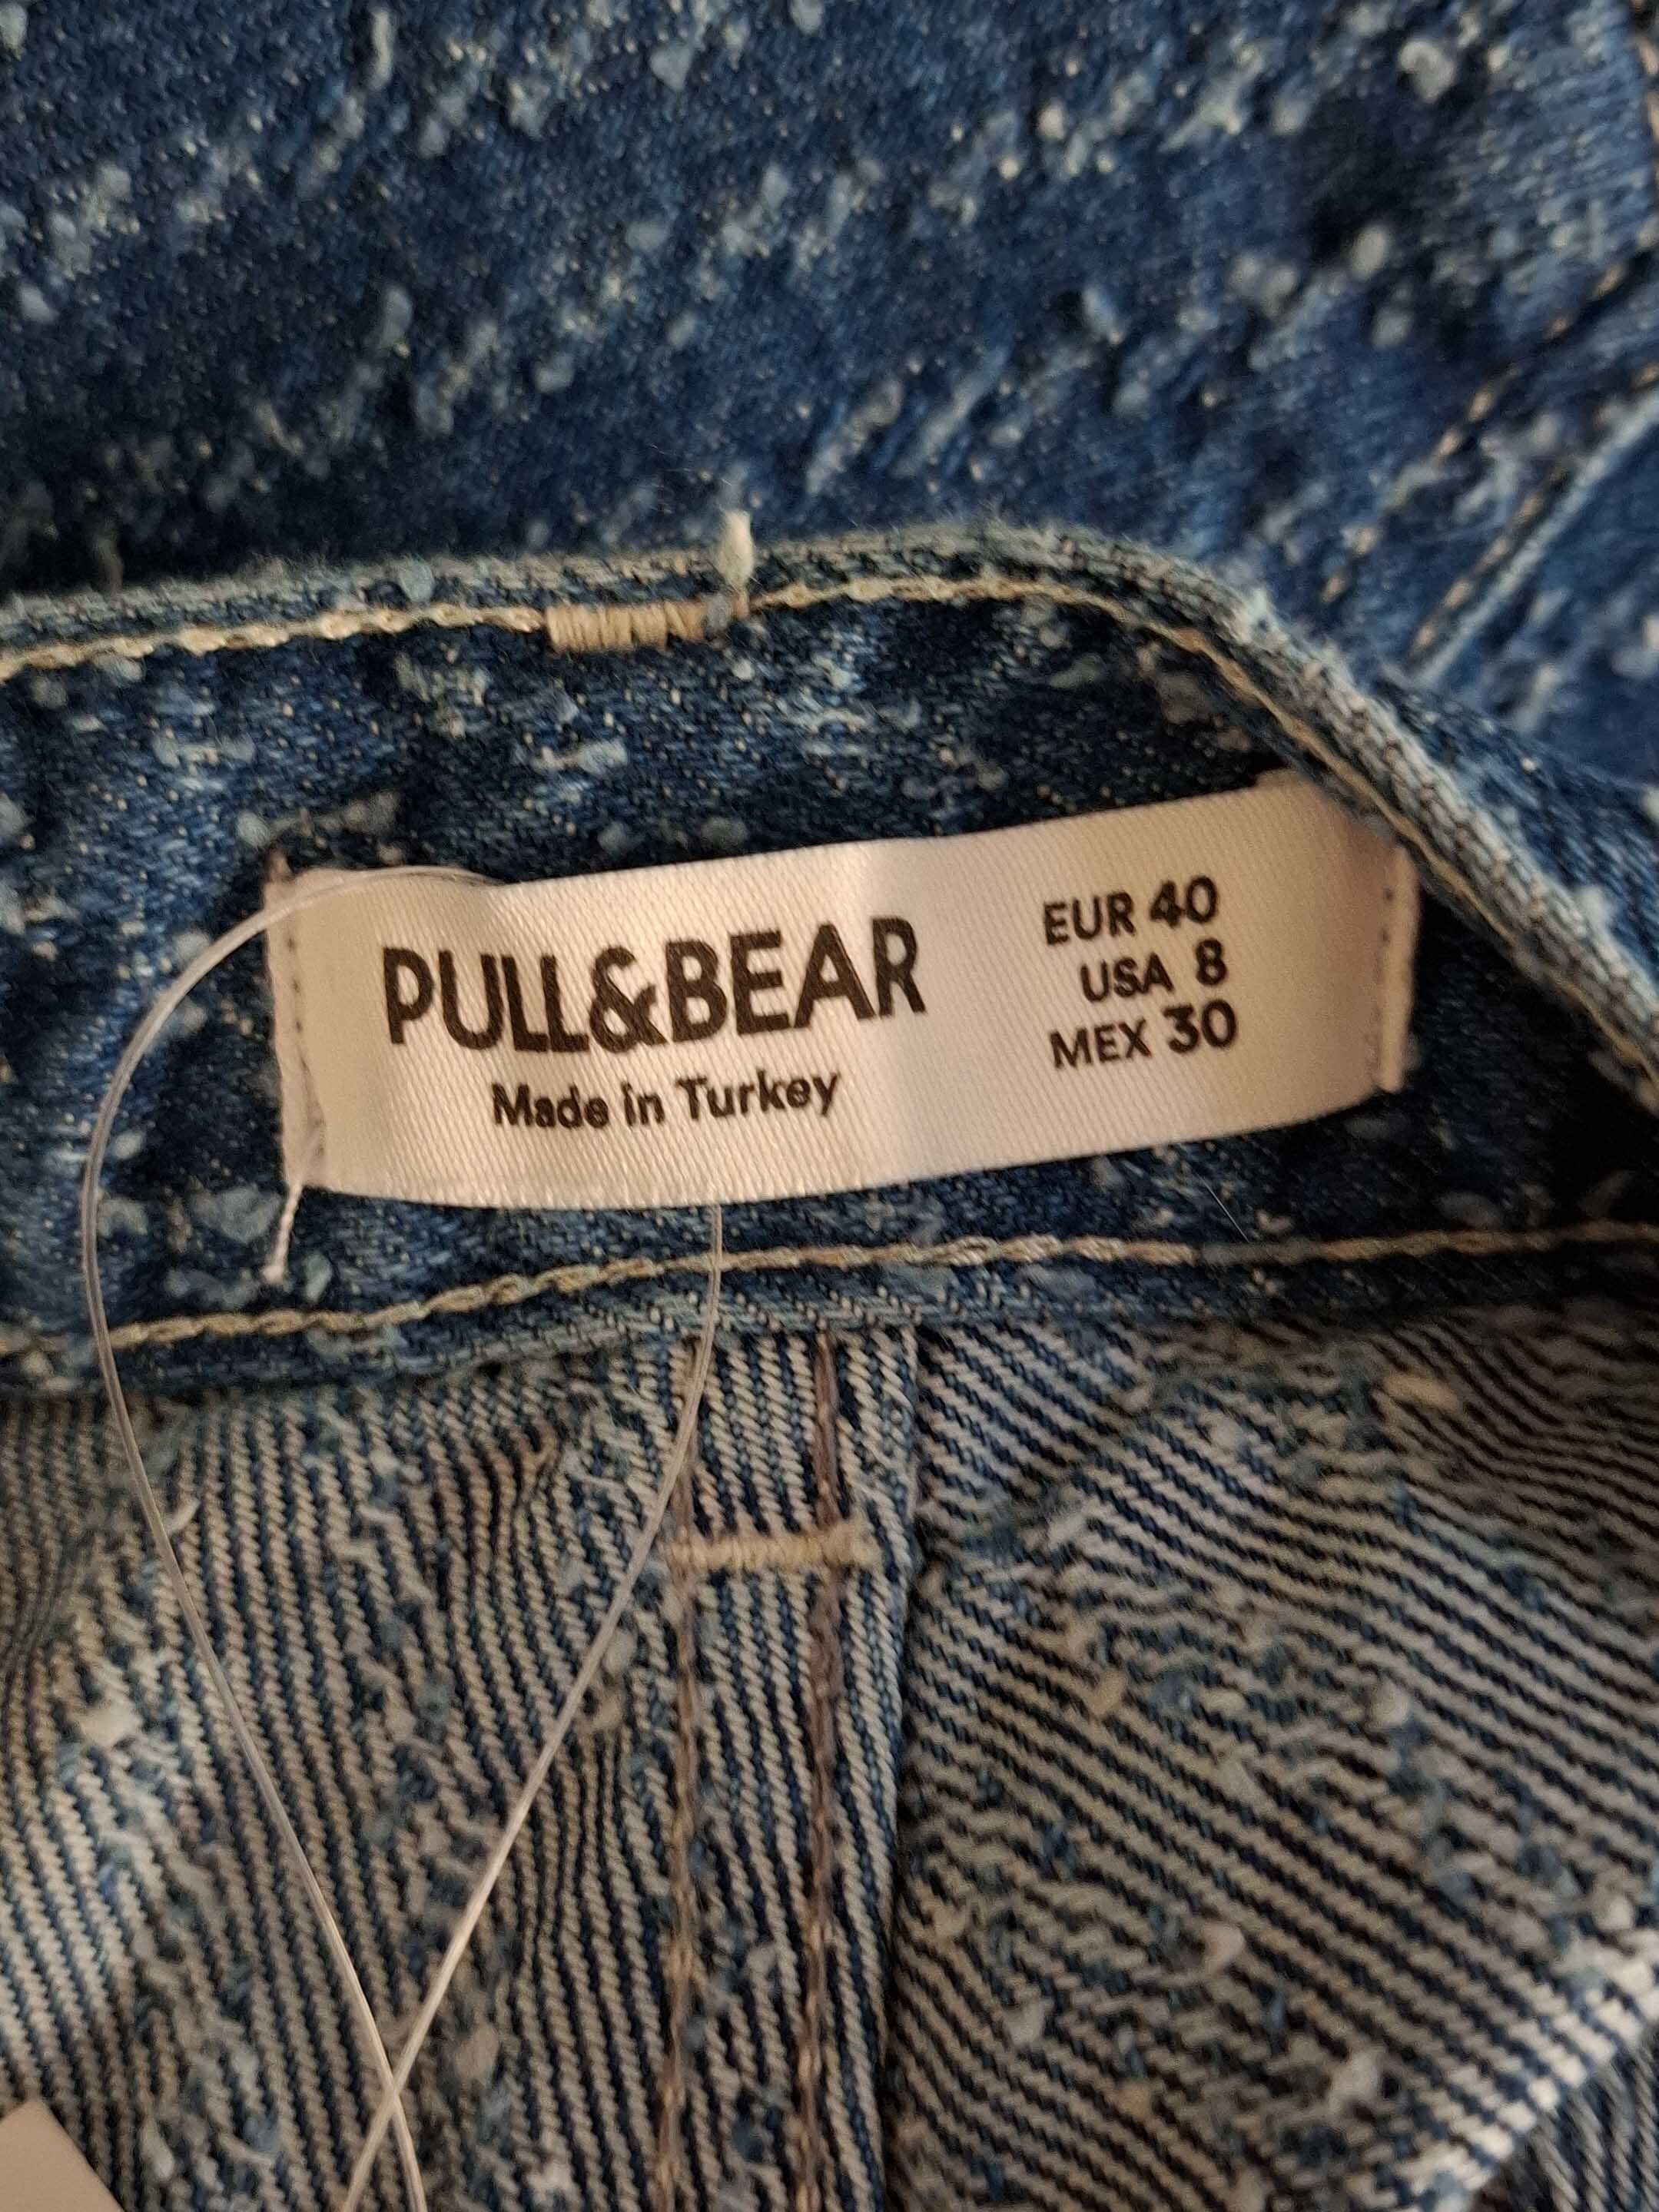 PULL&BEAR
Made in Turkey
EUR 40
USA 8
MEX 30